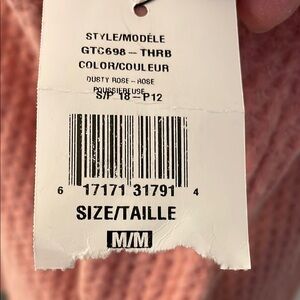 STYLE/MODÈLE
GTC698 - THRB
COLOR/COULEUR
DUSTY ROSE - ROSE
POUSSIEREUSE
S/P 18 - P12
6 17171 31791 4
SIZE/TAILLE
M/M